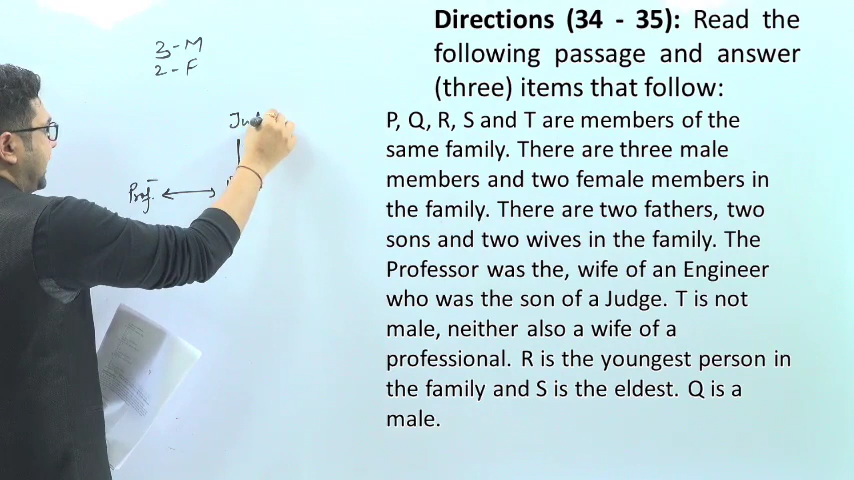 3-M
2-F
Prof.
Directions (34 - 35): Read the
following passage and answer
(three) items that follow:
P, Q, R, S and T are members of the
same family. There are three male
members and two female members in
the family. There are two fathers, two
sons and two wives in the family. The
Professor was the, wife of an Engineer
who was the son of a Judge. T is not
male, neither also a wife of a
professional. R is the youngest person in
the family and S is the eldest. Q is a
male.